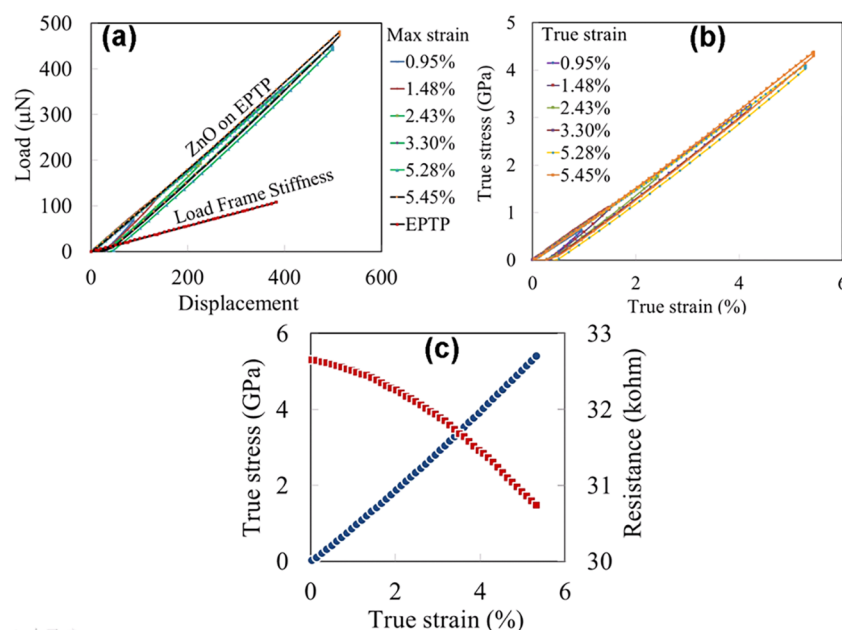 (a)
500
400
300
200
100
0
0 200 400 600
Load (μN)
Displacement
ZnO on EPTP
Load Frame Stiffness
Max strain
0.95%
1.48%
2.43%
3.30%
5.28%
5.45%
EPTP
(b)
5
4
3
2
1
0
0 2 4 6
True stress (GPa)
True strain (%)
True strain
0.95%
1.48%
2.43%
3.30%
5.28%
5.45%
(c)
6
4
2
0
33
32
31
30
0 2 4 6
True stress (GPa)
Resistance (kohm)
True strain (%)